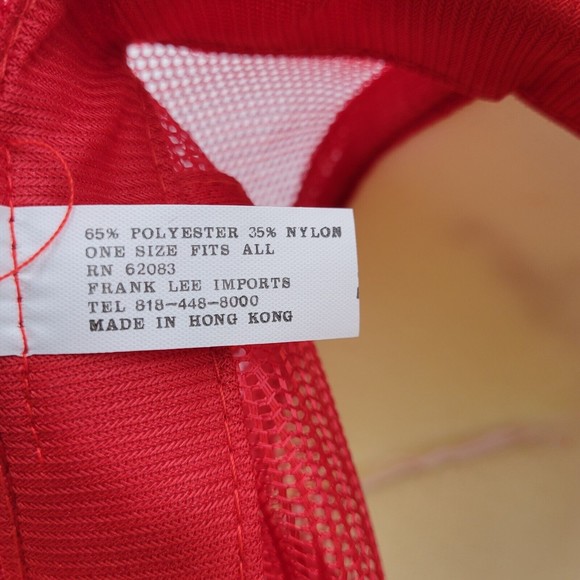 65% POLYESTER 35% NYLON
ONE SIZE FITS ALL
RN 62083
FRANK LEE IMPORTS
TEL 818-448-8000
MADE IN HONG KONG